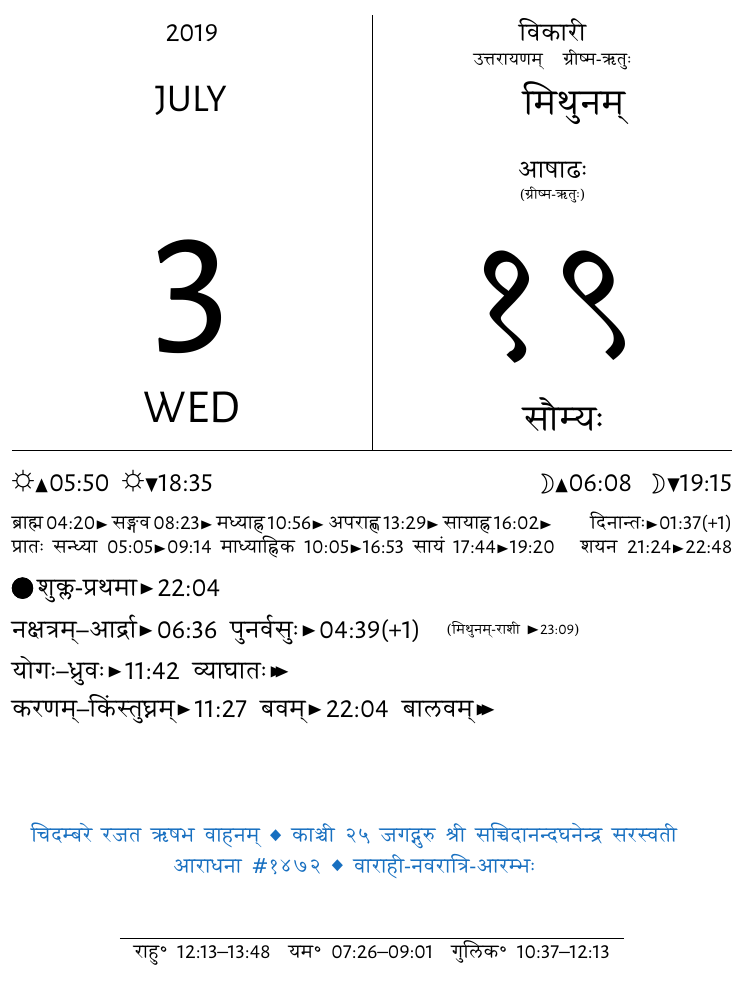 2019
JULY
3
WED
विकारी
उत्तरायणम् ग्रीष्म-ऋतुः
मिथुनम्
आषाढः
(ग्रीष्म-ऋतुः)
१९
सौम्यः
☼▲05:50 ☼▼18:35 ☽▲06:08 ☽▼19:15
ब्राह्म 04:20► सङ्गव 08:23► मध्याह्न 10:56► अपराह्ण 13:29► सायाह्न 16:02► दिनान्तः►01:37(+1)
प्रातः सन्ध्या 05:05►09:14 माध्याह्निक 10:05►16:53 सायं 17:44►19:20 शयन 21:24►22:48
●शुक्ल-प्रथमा►22:04
नक्षत्रम्–आर्द्रा►06:36 पुनर्वसुः►04:39(+1) (मिथुनम्-राशी ►23:09)
योगः–ध्रुवः►11:42 व्याघातः►►
करणम्–किंस्तुघ्नम्►11:27 बवम्►22:04 बालवम्►►
चिदम्बरे रजत ऋषभ वाहनम् ◆ काञ्ची २५ जगद्गुरु श्री सच्चिदानन्दघनेन्द्र सरस्वती
आराधना #१४७२ ◆ वाराही-नवरात्रि-आरम्भः
राहु॰ 12:13–13:48 यम॰ 07:26–09:01 गुलिक॰ 10:37–12:13